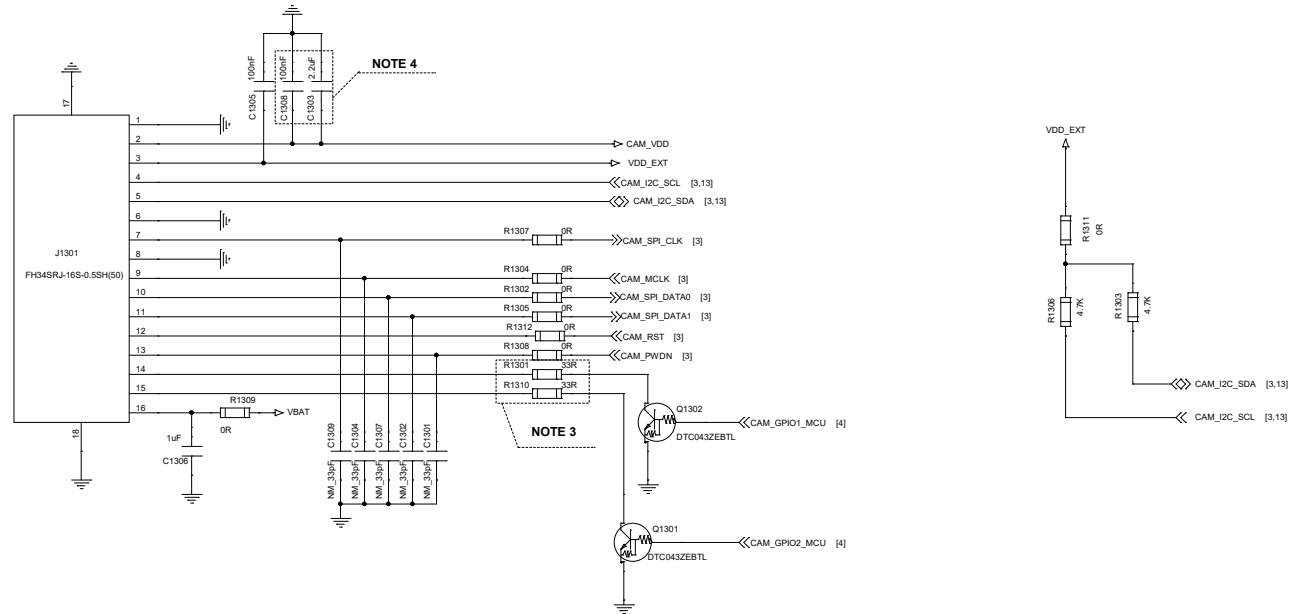 100nF
100nF
2.2uF
C1305
C1308
C1303
NOTE 4
17
1
2
CAM_VDD
3
VDD_EXT
4
CAM_I2C_SCL [3,13]
5
CAM_I2C_SDA [3,13]
6
7
R1307
0R
CAM_SPI_CLK [3]
8
J1301
FH34SRJ-16S-0.5SH(50)
9
R1304
0R
CAM_MCLK [3]
10
R1302
0R
CAM_SPI_DATA0 [3]
11
R1305
0R
CAM_SPI_DATA1 [3]
12
R1312
0R
CAM_RST [3]
13
R1308
0R
CAM_PWDN [3]
14
R1301
33R
15
R1310
33R
16
R1309
0R
VBAT
18
1uF
C1306
NOTE 3
C1309
C1304
C1307
C1302
C1301
NM_33pF
NM_33pF
NM_33pF
NM_33pF
NM_33pF
Q1302
DTC043ZEBTL
CAM_GPIO1_MCU [4]
Q1301
DTC043ZEBTL
CAM_GPIO2_MCU [4]
VDD_EXT
R1311
0R
R1306
4.7K
R1303
4.7K
CAM_I2C_SDA [3,13]
CAM_I2C_SCL [3,13]